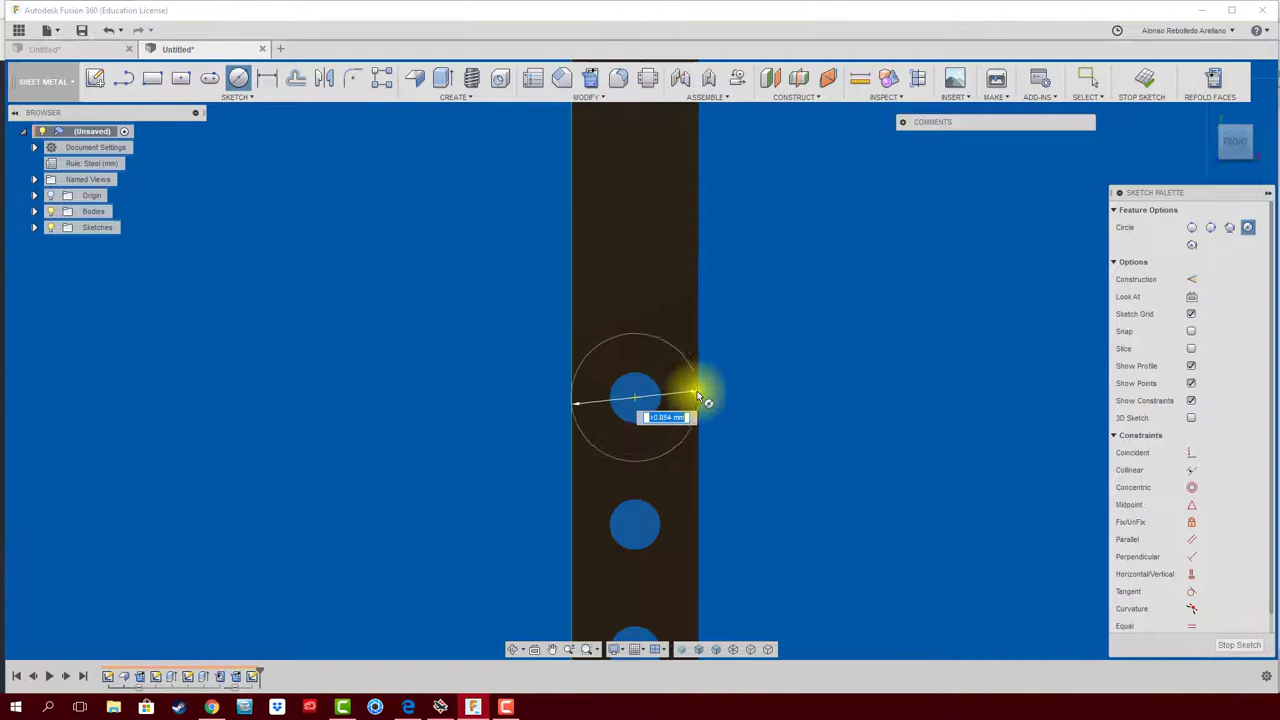 Autodesk Fusion 360 (Education License)
Alonso Rebolledo Arellano
Untitled*
Untitled*
SHEET METAL
SKETCH
CREATE
MODIFY
ASSEMBLE
CONSTRUCT
INSPECT
INSERT
MAKE
ADD-INS
SELECT
STOP SKETCH
REFOLD FACES
BROWSER
COMMENTS
(Unsaved)
FRONT
Document Settings
Rule: Steel (mm)
Named Views
Origin
Bodies
Sketches
SKETCH PALETTE
Feature Options
Circle
Options
Construction
Look At
Sketch Grid
Snap
Slice
Show Profile
Show Points
Show Constraints
3D Sketch
Constraints
Coincident
Collinear
Concentric
Midpoint
Fix/UnFix
Parallel
Perpendicular
Horizontal/Vertical
Tangent
Curvature
Equal
Stop Sketch